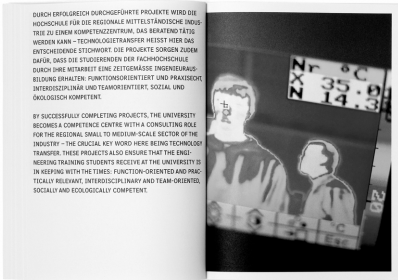 DURCH ERFOLGREICH DURCHGEFÜHRTE PROJEKTE WIRD DIE
HOCHSCHULE FÜR DIE REGIONALE MITTELSTÄNDISCHE INDUS-
TRIE ZU EINEM KOMPETENZZENTRUM, DAS BERATEND TÄTIG
WERDEN KANN – TECHNOLOGIETRANSFER HEISST HIER DAS
ENTSCHEIDENDE STICHWORT. DIE PROJEKTE SORGEN ZUDEM
DAFÜR, DASS DIE STUDIERENDEN DER FACHHOCHSCHULE
DURCH IHRE MITARBEIT EINE ZEITGEMÄSSE INGENIEURAUS-
BILDUNG ERHALTEN: FUNKTIONSORIENTIERT UND PRAXISECHT,
INTERDISZIPLINÄR UND TEAMORIENTIERT, SOZIAL UND
ÖKOLOGISCH KOMPETENT.
BY SUCCESSFULLY COMPLETING PROJECTS, THE UNIVERSITY
BECOMES A COMPETENCE CENTRE WITH A CONSULTING ROLE
FOR THE REGIONAL SMALL TO MEDIUM-SCALE SECTOR OF THE
INDUSTRY – THE CRUCIAL KEY WORD HERE BEING TECHNOLOGY
TRANSFER. THESE PROJECTS ALSO ENSURE THAT THE ENGI-
NEERING TRAINING STUDENTS RECEIVE AT THE UNIVERSITY IS
IN KEEPING WITH THE TIMES: FUNCTION-ORIENTED AND PRAC-
TICALLY RELEVANT, INTERDISCIPLINARY AND TEAM-ORIENTED,
SOCIALLY AND ECOLOGICALLY COMPETENT.
Nr °C
X 35.0
N 14.3
Esc